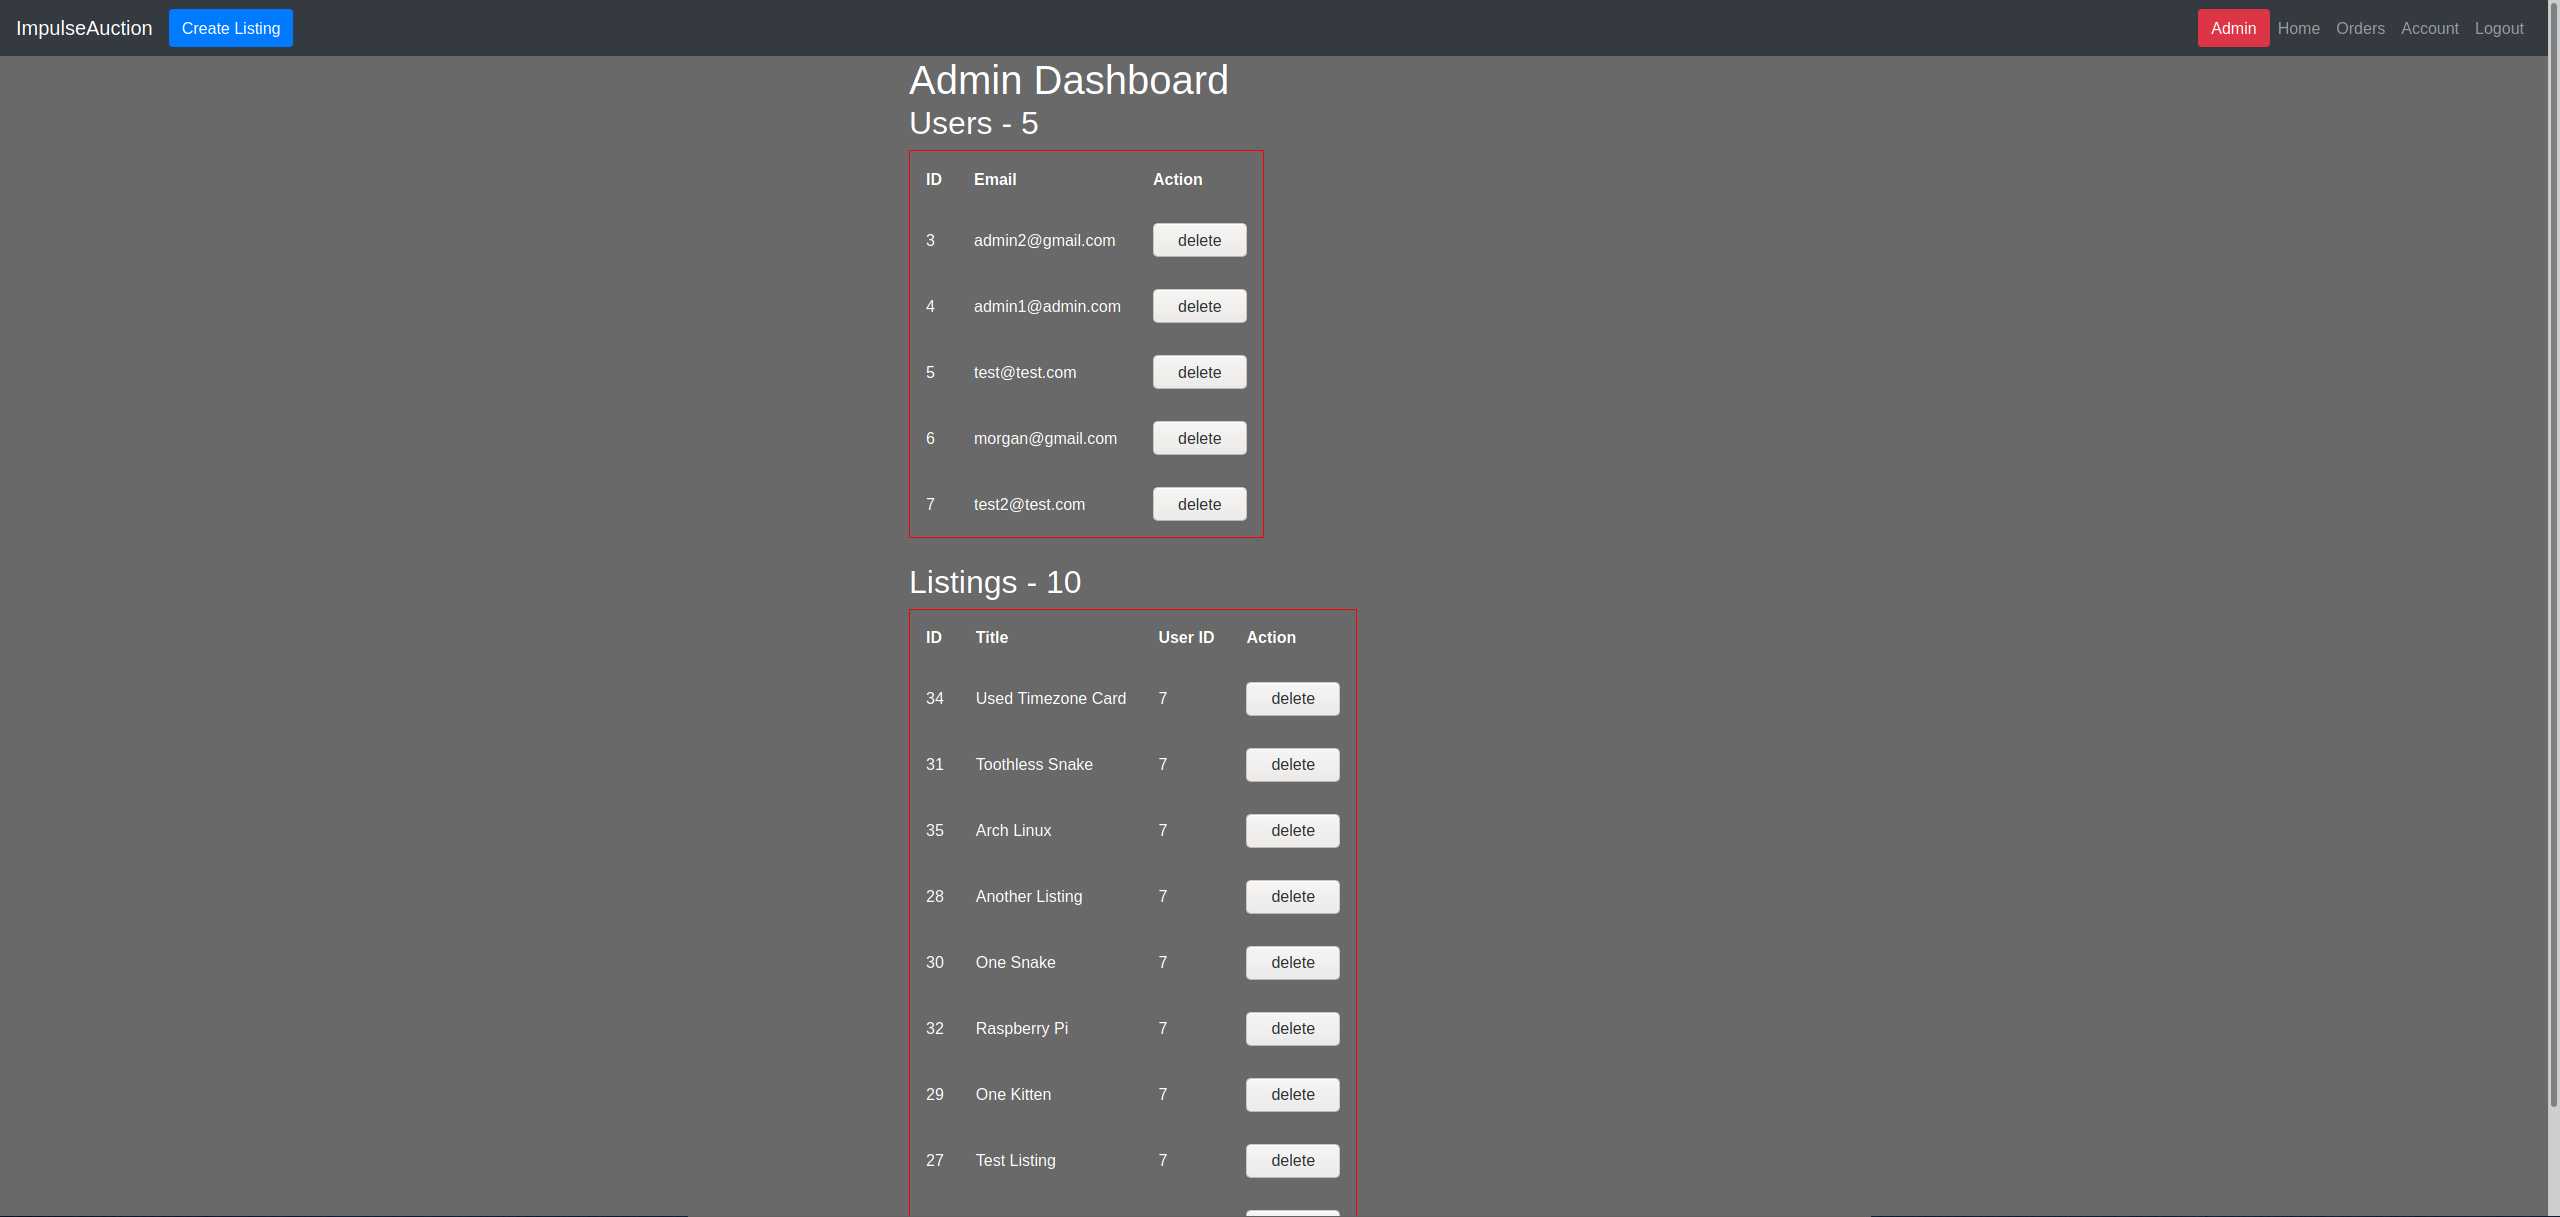 ImpulseAuction Create Listing Admin Home Orders Account Logout
Admin Dashboard
Users - 5
ID Email Action
3 admin2@gmail.com delete
4 admin1@admin.com delete
5 test@test.com delete
6 morgan@gmail.com delete
7 test2@test.com delete
Listings - 10
ID Title User ID Action
34 Used Timezone Card 7 delete
31 Toothless Snake 7 delete
35 Arch Linux 7 delete
28 Another Listing 7 delete
30 One Snake 7 delete
32 Raspberry Pi 7 delete
29 One Kitten 7 delete
27 Test Listing 7 delete